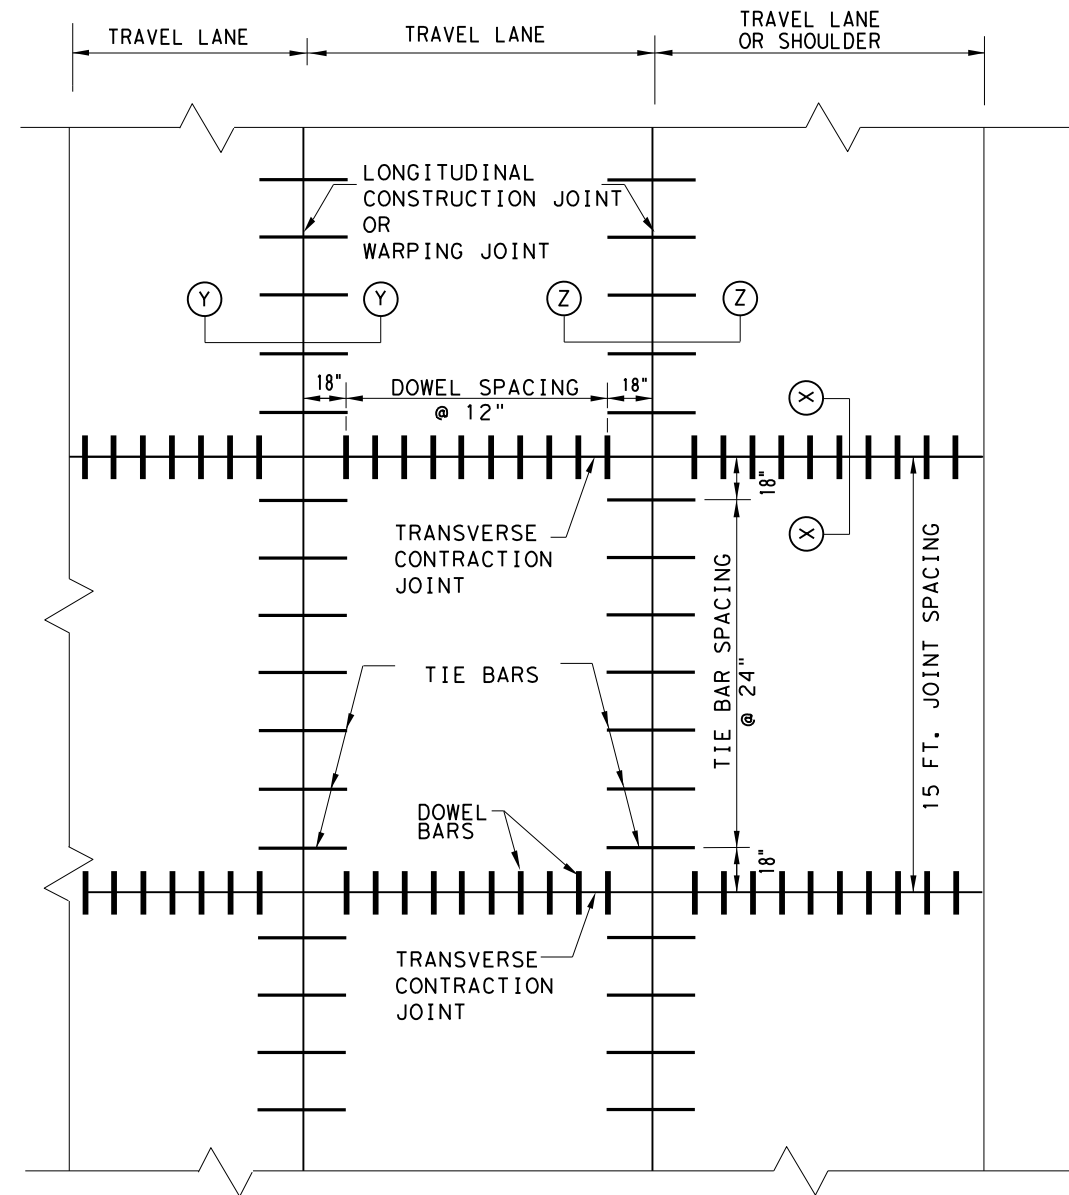 TRAVEL LANE
TRAVEL LANE
TRAVEL LANE
OR SHOULDER
LONGITUDINAL
CONSTRUCTION JOINT
OR
WARPING JOINT
Y
Y
Z
Z
18"
DOWEL SPACING
@ 12"
18"
X
X
18"
TRANSVERSE
CONTRACTION
JOINT
TIE BARS
TIE BAR SPACING
@ 24"
15 FT. JOINT SPACING
DOWEL
BARS
18"
TRANSVERSE
CONTRACTION
JOINT